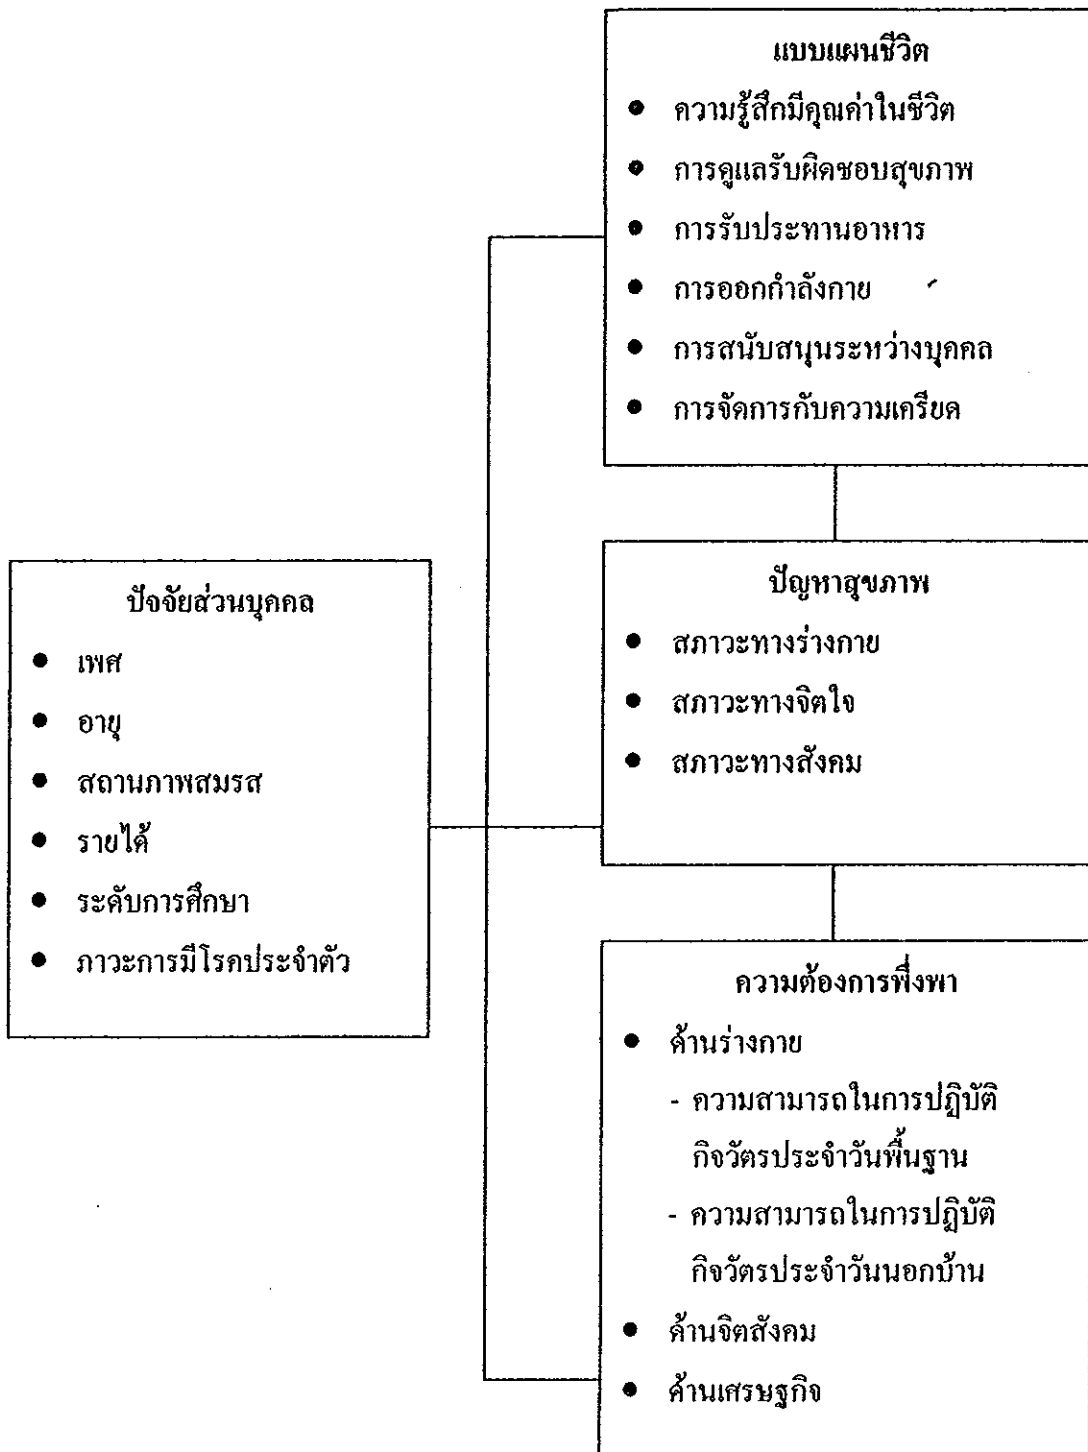 แบบแผนชีวิต
● ความรู้สึกมีคุณค่าในชีวิต
● การดูแลรับผิดชอบสุขภาพ
● การรับประทานอาหาร
● การออกกำลังกาย
● การสนับสนุนระหว่างบุคคล
● การจัดการกับความเครียด
ปัจจัยส่วนบุคคล
● เพศ
● อายุ
● สถานภาพสมรส
● รายได้
● ระดับการศึกษา
● ภาวะการมีโรคประจำตัว
ปัญหาสุขภาพ
● สภาวะทางร่างกาย
● สภาวะทางจิตใจ
● สภาวะทางสังคม
ความต้องการพึ่งพา
● ด้านร่างกาย
- ความสามารถในการปฏิบัติ
กิจวัตรประจำวันพื้นฐาน
- ความสามารถในการปฏิบัติ
กิจวัตรประจำวันนอกบ้าน
● ด้านจิตสังคม
● ด้านเศรษฐกิจ